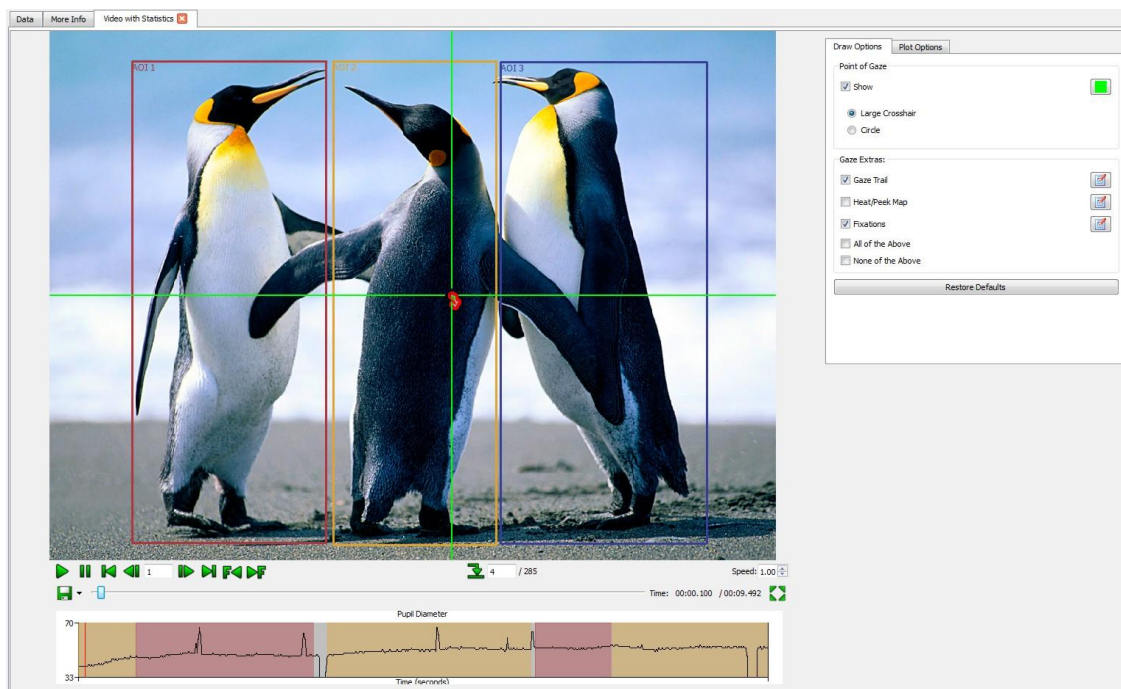 Data More Info Video with Statistics
Draw Options Plot Options
AOI 1 AOI 2 AOI 3
Point of Gaze
Show
Large Crosshair
Circle
Gaze Extras:
Gaze Trail
Heat/Peek Map
Fixations
All of the Above
None of the Above
Restore Defaults
1 F F 4 / 285 Speed: 1.00
Time: 00:00.100 / 00:09.492
Pupil Diameter
70
33
Time (seconds)